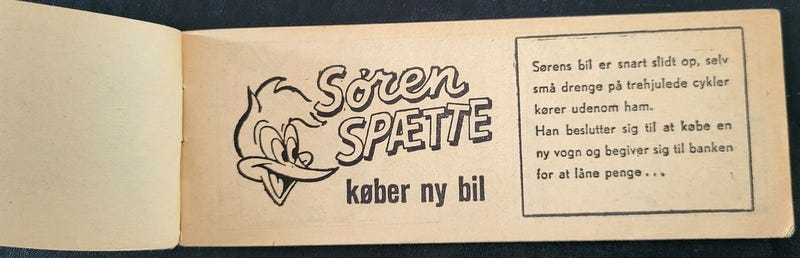 Søren
SPÆTTE
køber ny bil
Sørens bil er snart slidt op, selv
små drenge på trehjulede cykler
kører udenom ham.
Han beslutter sig til at købe en
ny vogn og begiver sig til banken
for at låne penge...